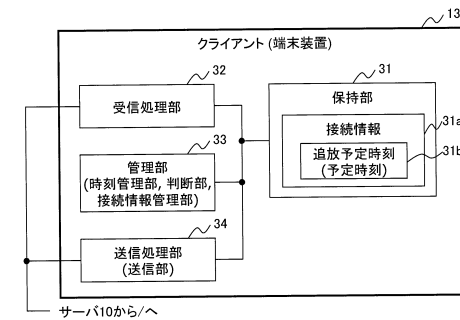 13
クライアント (端末装置)
32
受信処理部
31
保持部
31a
接続情報
31b
追放予定時刻
(予定時刻)
33
管理部
(時刻管理部, 判断部,
接続情報管理部)
34
送信処理部
(送信部)
サーバ10から/へ